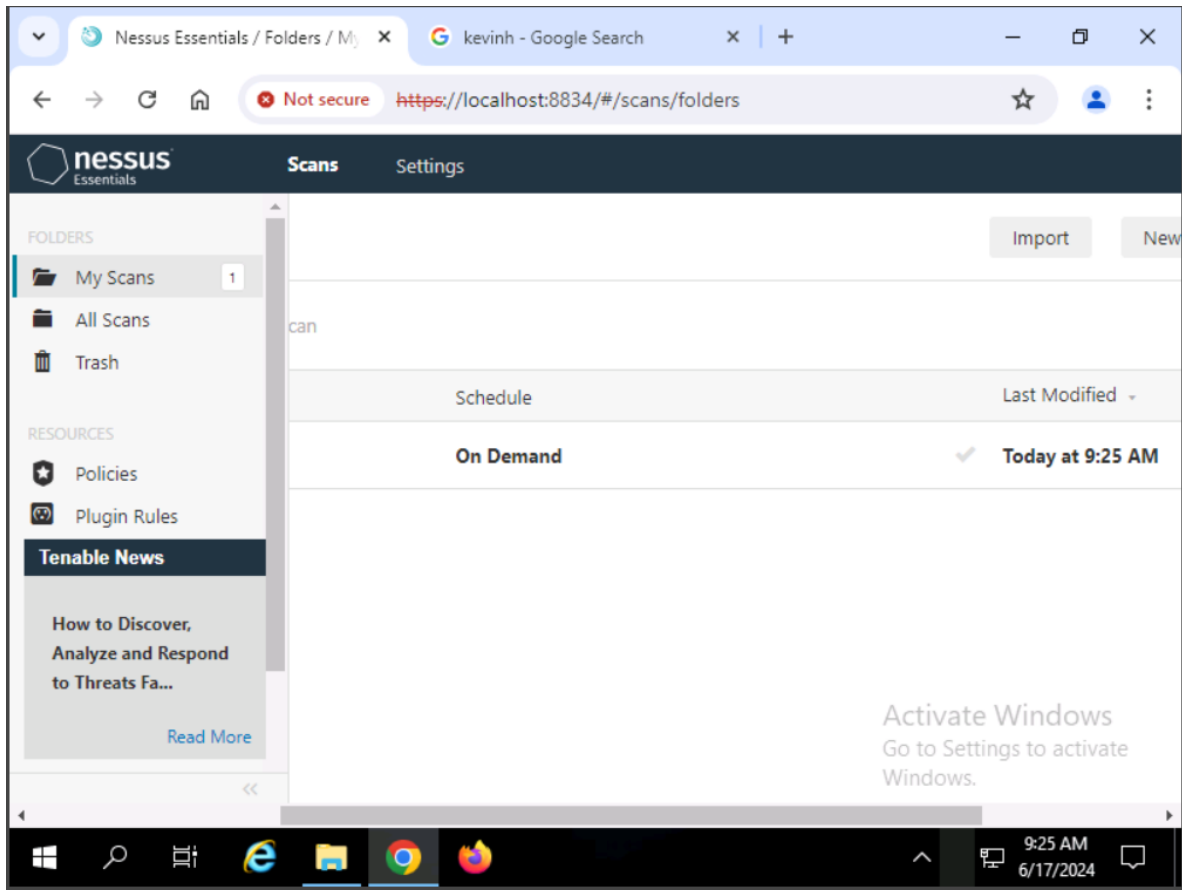 Nessus Essentials / Folders / My
kevinh - Google Search
Not secure
https://localhost:8834/#/scans/folders
nessus
Essentials
Scans
Settings
FOLDERS
My Scans
1
All Scans
Trash
RESOURCES
Policies
Plugin Rules
Tenable News
How to Discover,
Analyze and Respond
to Threats Fa...
Read More
Import
New
can
Schedule
Last Modified
On Demand
Today at 9:25 AM
Activate Windows
Go to Settings to activate
Windows.
9:25 AM
6/17/2024